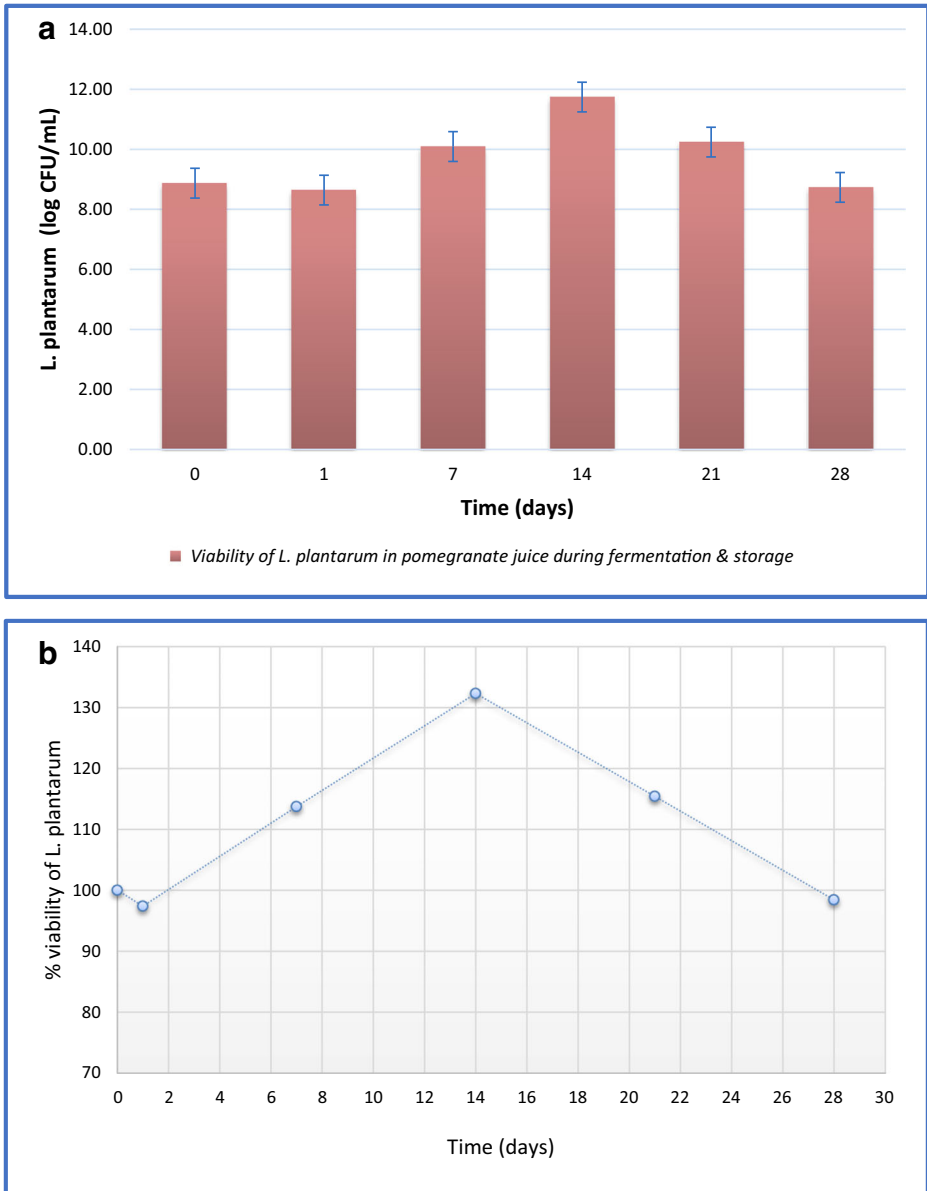 a
14.00
12.00
10.00
8.00
6.00
4.00
2.00
0.00
L. plantarum (log CFU/mL)
0 1 7 14 21 28
Time (days)
Viability of L. plantarum in pomegranate juice during fermentation & storage
b
140
130
120
110
100
90
80
70
% viability of L. plantarum
0 2 4 6 8 10 12 14 16 18 20 22 24 26 28 30
Time (days)